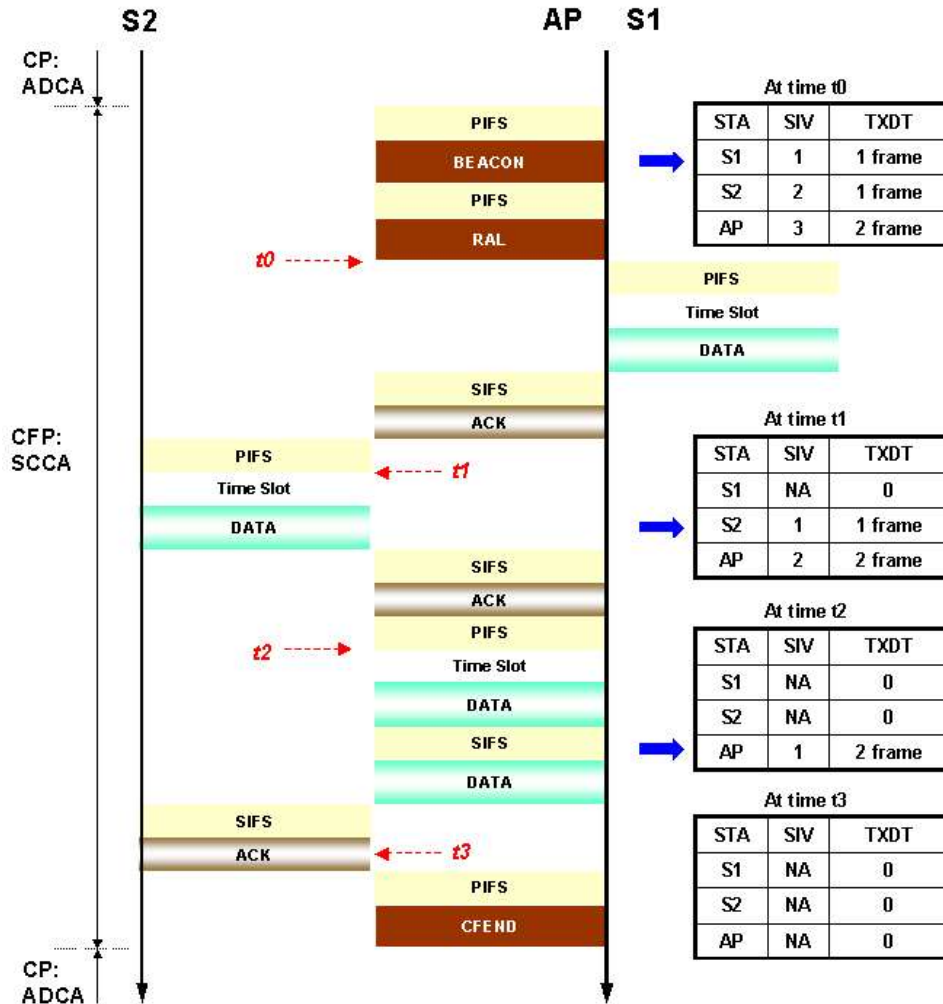 S2 AP S1
CP:
ADCA
At time t0
STA SIV TXDT
S1 1 1 frame
S2 2 1 frame
AP 3 2 frame
PIFS
BEACON
PIFS
RAL
t0
PIFS
Time Slot
DATA
SIFS
ACK
CFP:
SCCA
At time t1
STA SIV TXDT
S1 NA 0
S2 1 1 frame
AP 2 2 frame
PIFS
t1
Time Slot
DATA
SIFS
ACK
PIFS
t2
Time Slot
DATA
SIFS
DATA
At time t2
STA SIV TXDT
S1 NA 0
S2 NA 0
AP 1 2 frame
SIFS
ACK
t3
PIFS
CFEND
At time t3
STA SIV TXDT
S1 NA 0
S2 NA 0
AP NA 0
CP:
ADCA